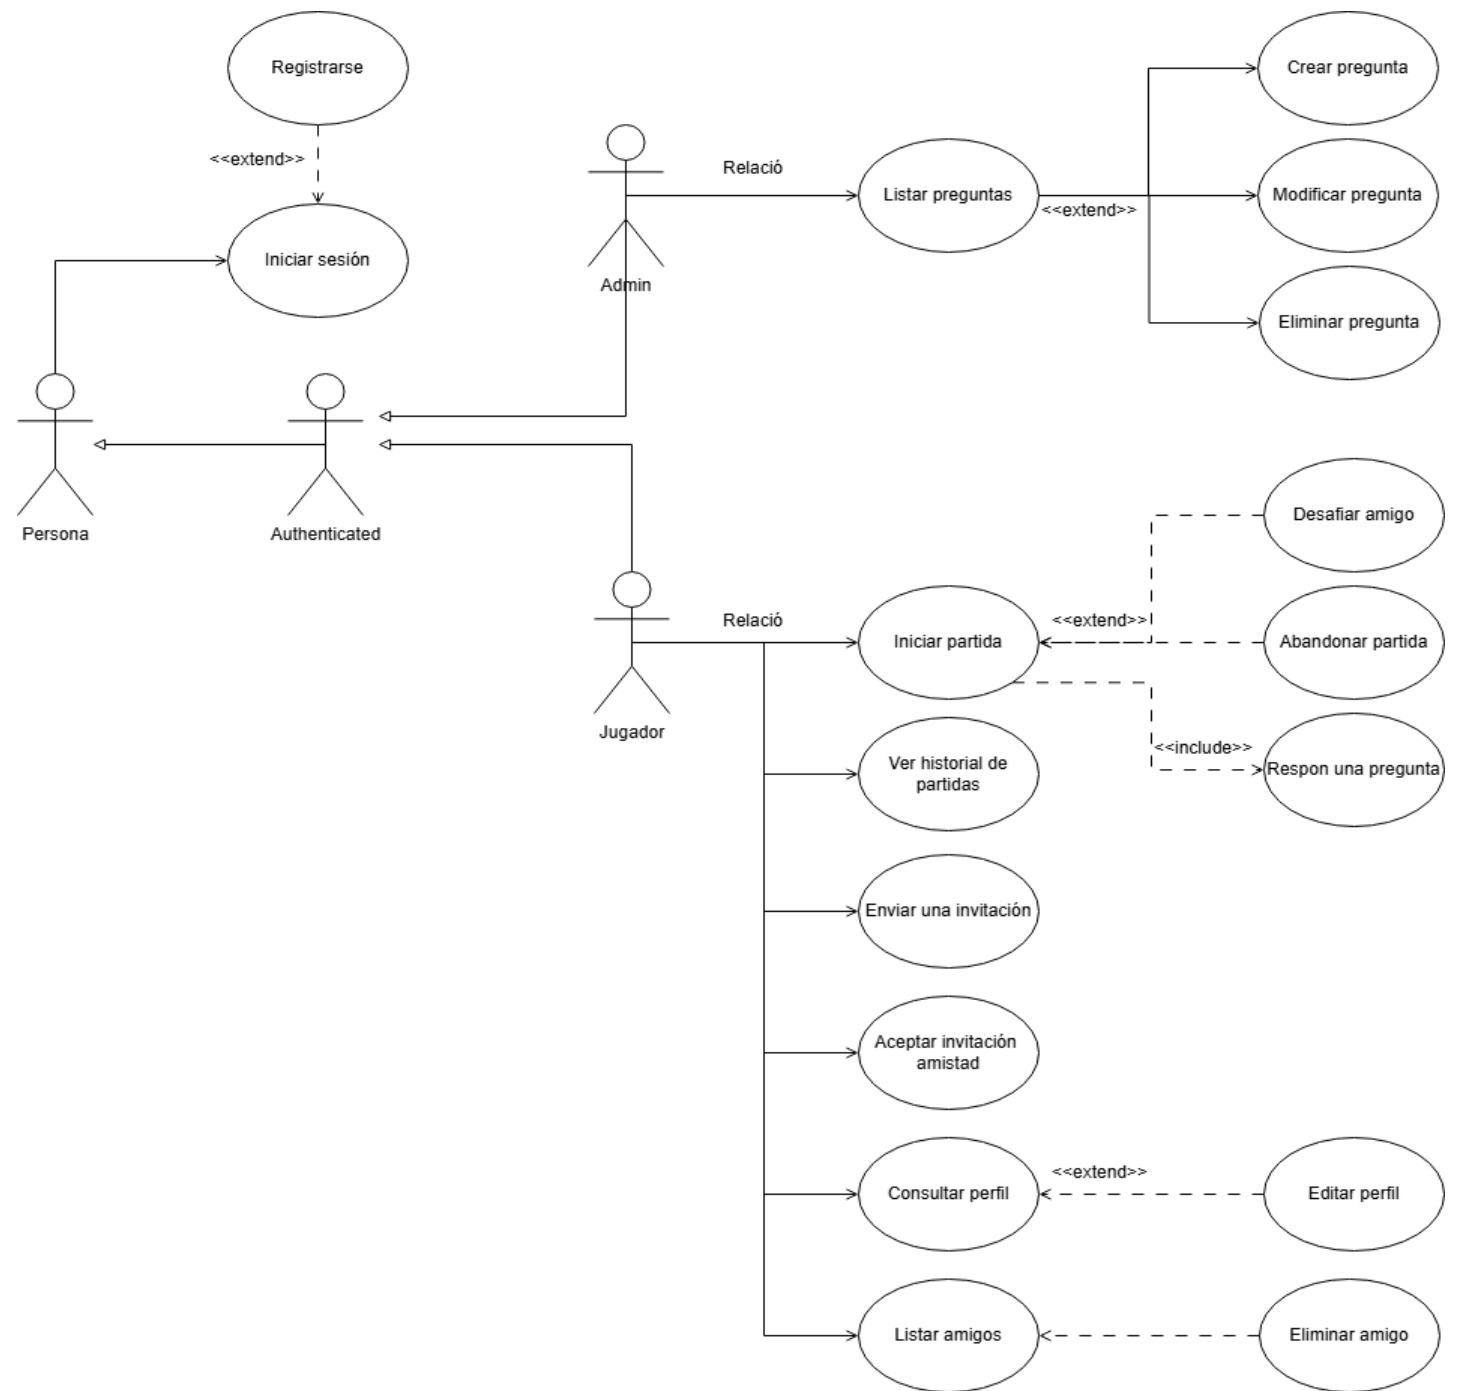 Registrarse
<<extend>>
Iniciar sesión
Persona
Authenticated
Admin
Relació
Listar preguntas
<<extend>>
Crear pregunta
Modificar pregunta
Eliminar pregunta
Jugador
Relació
Iniciar partida
<<extend>>
Desafiar amigo
Abandonar partida
<<include>>
Respon una pregunta
Ver historial de
partidas
Enviar una invitación
Aceptar invitación
amistad
Consultar perfil
<<extend>>
Editar perfil
Listar amigos
Eliminar amigo